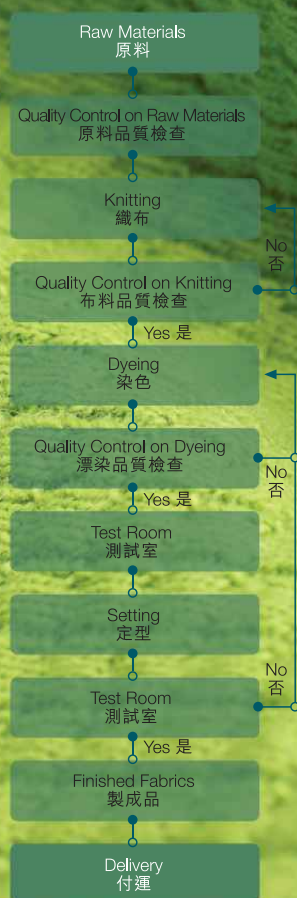 Raw Materials
原料
Quality Control on Raw Materials
原料品質檢查
Knitting
織布
No
否
Quality Control on Knitting
布料品質檢查
Yes 是
Dyeing
染色
Quality Control on Dyeing
漂染品質檢查
No
否
Yes 是
Test Room
測試室
Setting
定型
No
否
Test Room
測試室
Yes 是
Finished Fabrics
製成品
Delivery
付運